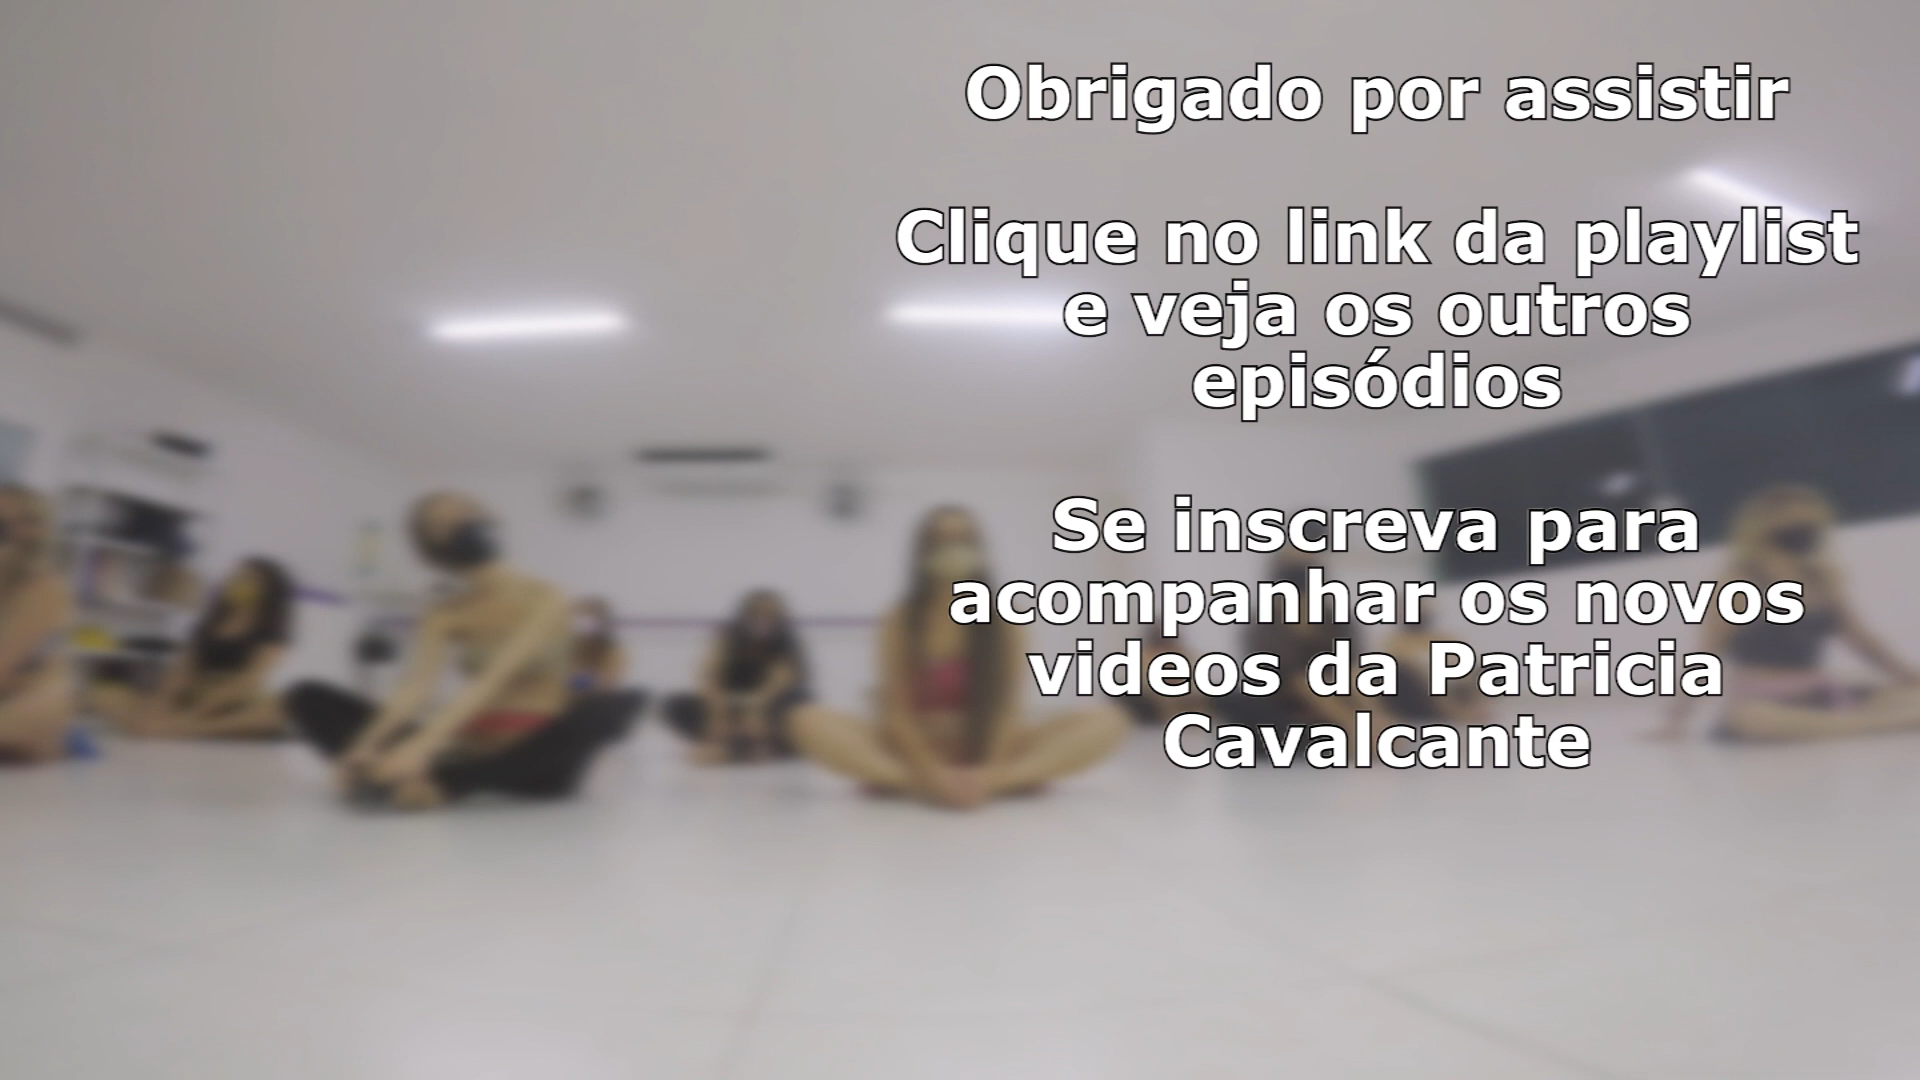 Obrigado por assistir
Clique no link da playlist
e veja os outros
episódios
Se inscreva para
acompanhar os novos
videos da Patricia
Cavalcante